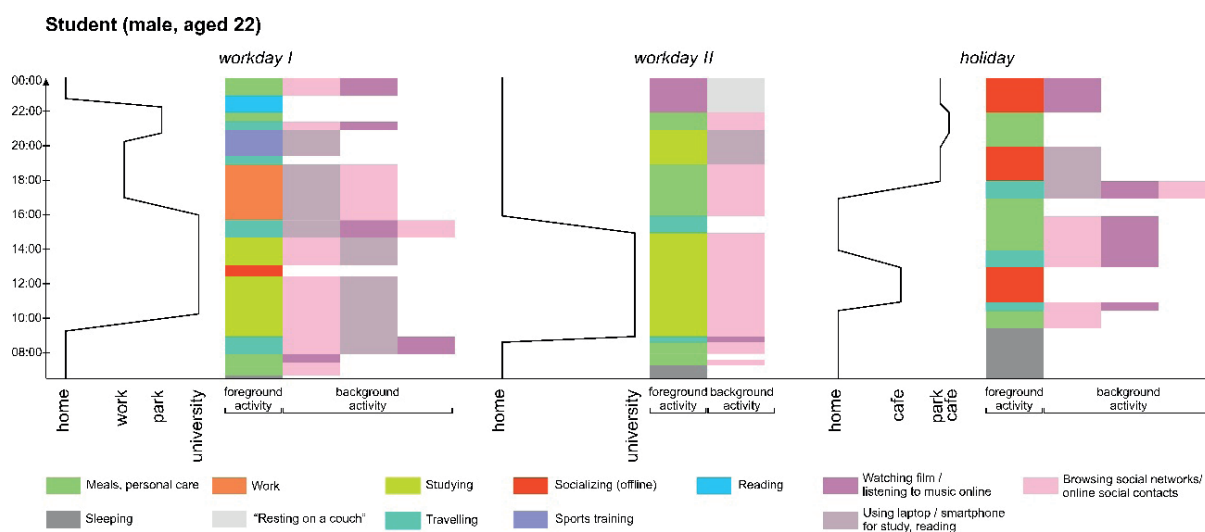 Student (male, aged 22)
workday I
workday II
holiday
00:00
22:00
20:00
18:00
16:00
14:00
12:00
10:00
08:00
home
work
park
university
foreground activity
background activity
home
university
foreground activity
background activity
home
cafe
park
cafe
foreground activity
background activity
Meals, personal care
Work
Studying
Socializing (offline)
Reading
Watching film /
listening to music online
Browsing social networks/
online social contacts
Sleeping
"Resting on a couch"
Travelling
Sports training
Using laptop / smartphone
for study, reading